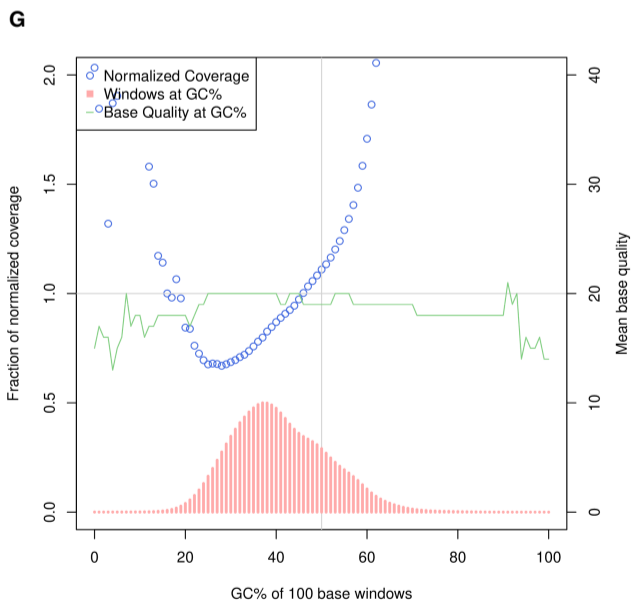 G
Normalized Coverage
Windows at GC%
Base Quality at GC%
2.0
1.5
1.0
0.5
0.0
Fraction of normalized coverage
40
30
20
10
0
Mean base quality
0 20 40 60 80 100
GC% of 100 base windows